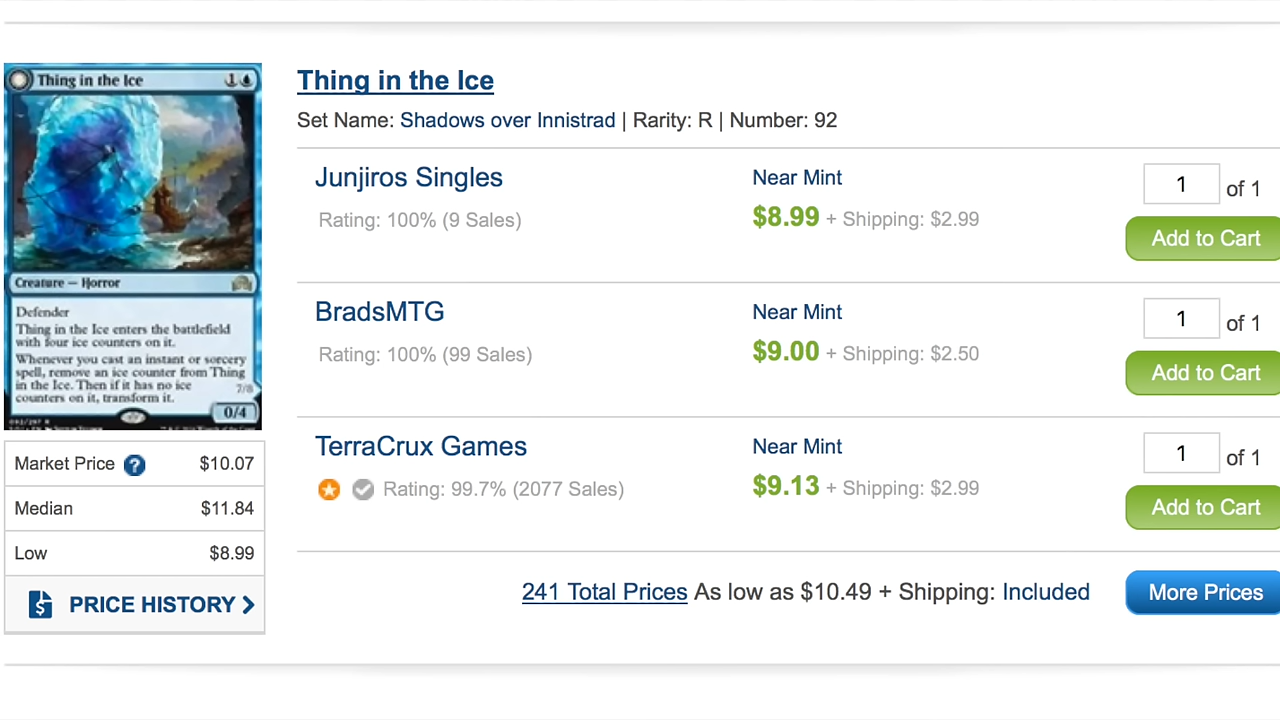 Thing in the Ice 1
Creature — Horror
Defender
Thing in the Ice enters the battlefield
with four ice counters on it.
Whenever you cast an instant or sorcery
spell, remove an ice counter from Thing
in the Ice. Then if it has no ice
counters on it, transform it.
7/8
0/4
Market Price ? $10.07
Median $11.84
Low $8.99
$ PRICE HISTORY
Thing in the Ice
Set Name: Shadows over Innistrad | Rarity: R | Number: 92
Junjiros Singles
Rating: 100% (9 Sales)
Near Mint
$8.99 + Shipping: $2.99
1 of 1
Add to Cart
BradsMTG
Rating: 100% (99 Sales)
Near Mint
$9.00 + Shipping: $2.50
1 of 1
Add to Cart
TerraCrux Games
Rating: 99.7% (2077 Sales)
Near Mint
$9.13 + Shipping: $2.99
1 of 1
Add to Cart
241 Total Prices As low as $10.49 + Shipping: Included
More Prices